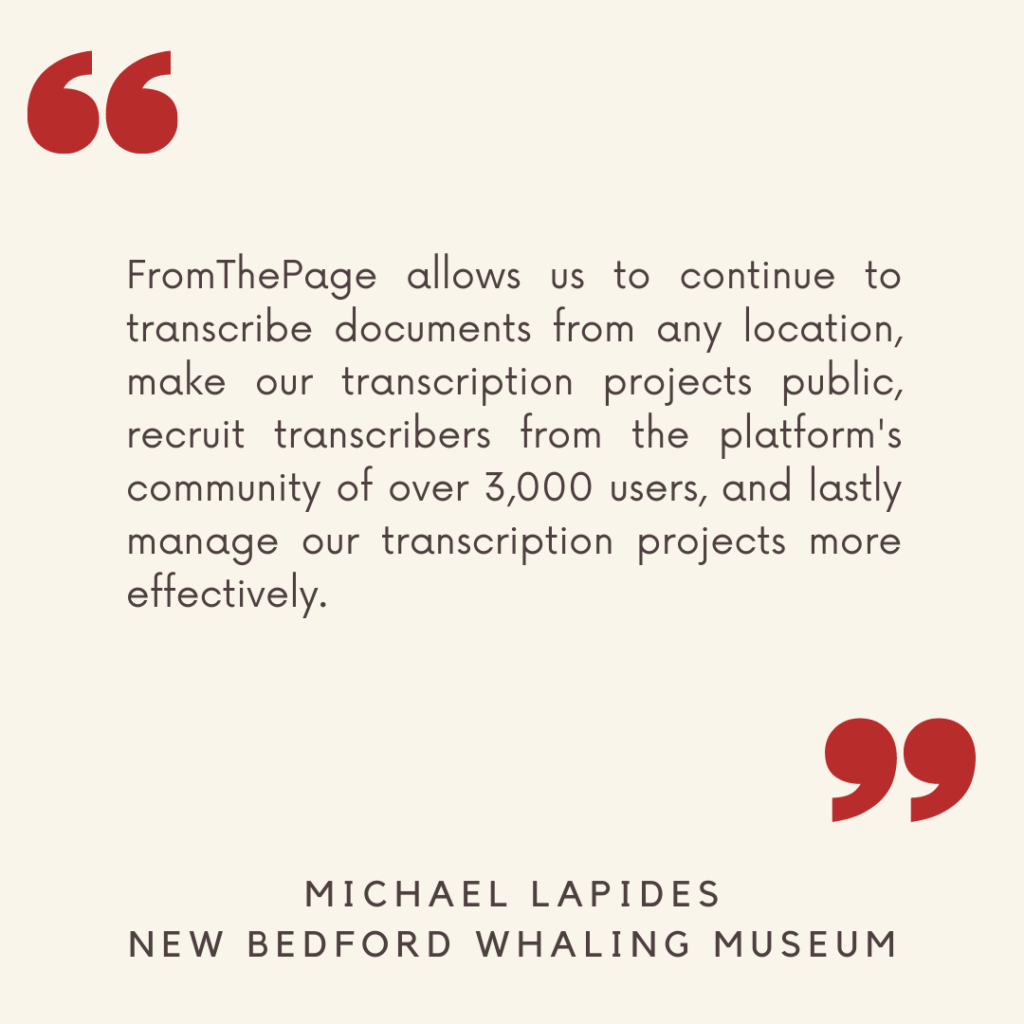 FromThePage allows us to continue to
transcribe documents from any location,
make our transcription projects public,
recruit transcribers from the platform's
community of over 3,000 users, and lastly
manage our transcription projects more
effectively.
MICHAEL LAPIDES
NEW BEDFORD WHALING MUSEUM